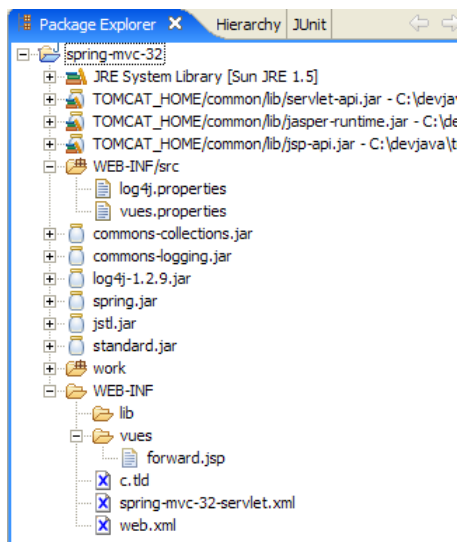 Package Explorer Hierarchy JUnit
spring-mvc-32
JRE System Library [Sun JRE 1.5]
TOMCAT_HOME/common/lib/servlet-api.jar - C:\devjava
TOMCAT_HOME/common/lib/jasper-runtime.jar - C:\de
TOMCAT_HOME/common/lib/jsp-api.jar - C:\devjava\t
WEB-INF/src
log4j.properties
vues.properties
commons-collections.jar
commons-logging.jar
log4j-1.2.9.jar
spring.jar
jstl.jar
standard.jar
work
WEB-INF
lib
vues
forward.jsp
c.tld
spring-mvc-32-servlet.xml
web.xml